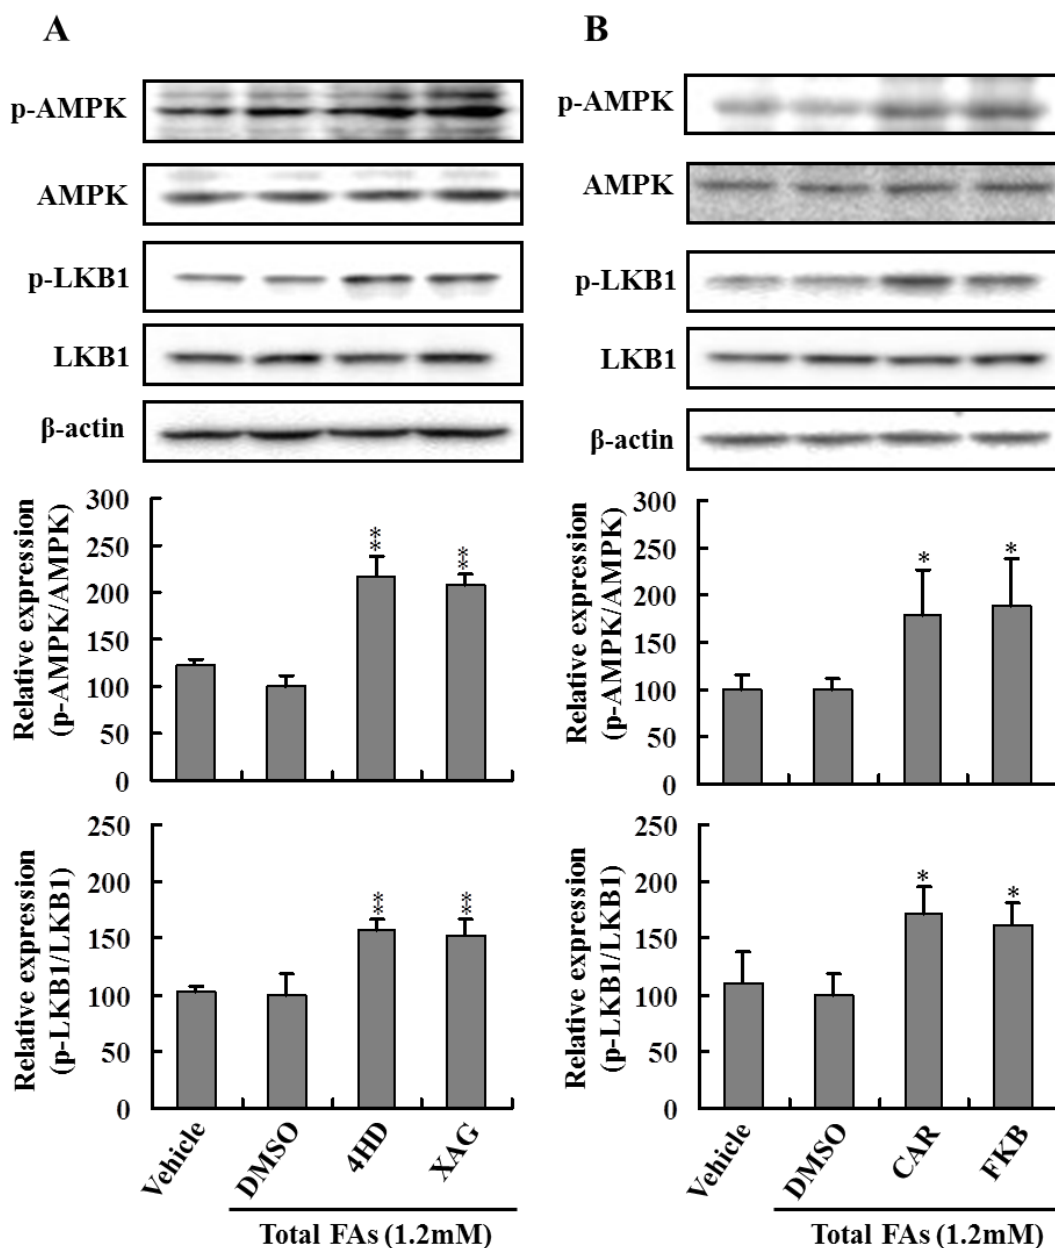 A
p-AMPK
AMPK
p-LKB1
LKB1
β-actin
Relative expression
(p-AMPK/AMPK)
300
250
200
150
100
50
0
**
**
Relative expression
(p-LKB1/LKB1)
250
200
150
100
50
0
**
**
Vehicle
DMSO
4HD
XAG
Total FAs (1.2mM)
B
p-AMPK
AMPK
p-LKB1
LKB1
β-actin
Relative expression
(p-AMPK/AMPK)
300
250
200
150
100
50
0
*
*
Relative expression
(p-LKB1/LKB1)
250
200
150
100
50
0
*
*
Vehicle
DMSO
CAR
FKB
Total FAs (1.2mM)